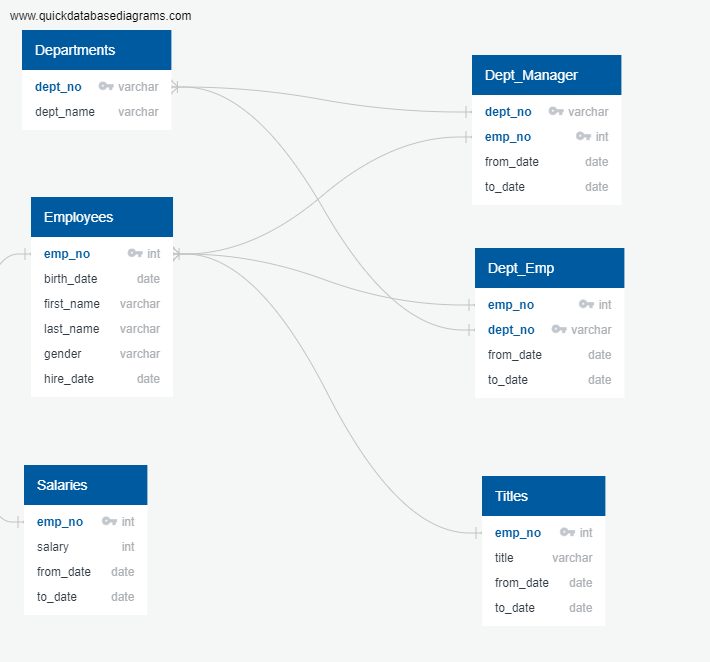 www.quickdatabasediagrams.com
Departments
dept_no varchar
dept_name varchar
Employees
emp_no int
birth_date date
first_name varchar
last_name varchar
gender varchar
hire_date date
Salaries
emp_no int
salary int
from_date date
to_date date
Dept_Manager
dept_no varchar
emp_no int
from_date date
to_date date
Dept_Emp
emp_no int
dept_no varchar
from_date date
to_date date
Titles
emp_no int
title varchar
from_date date
to_date date